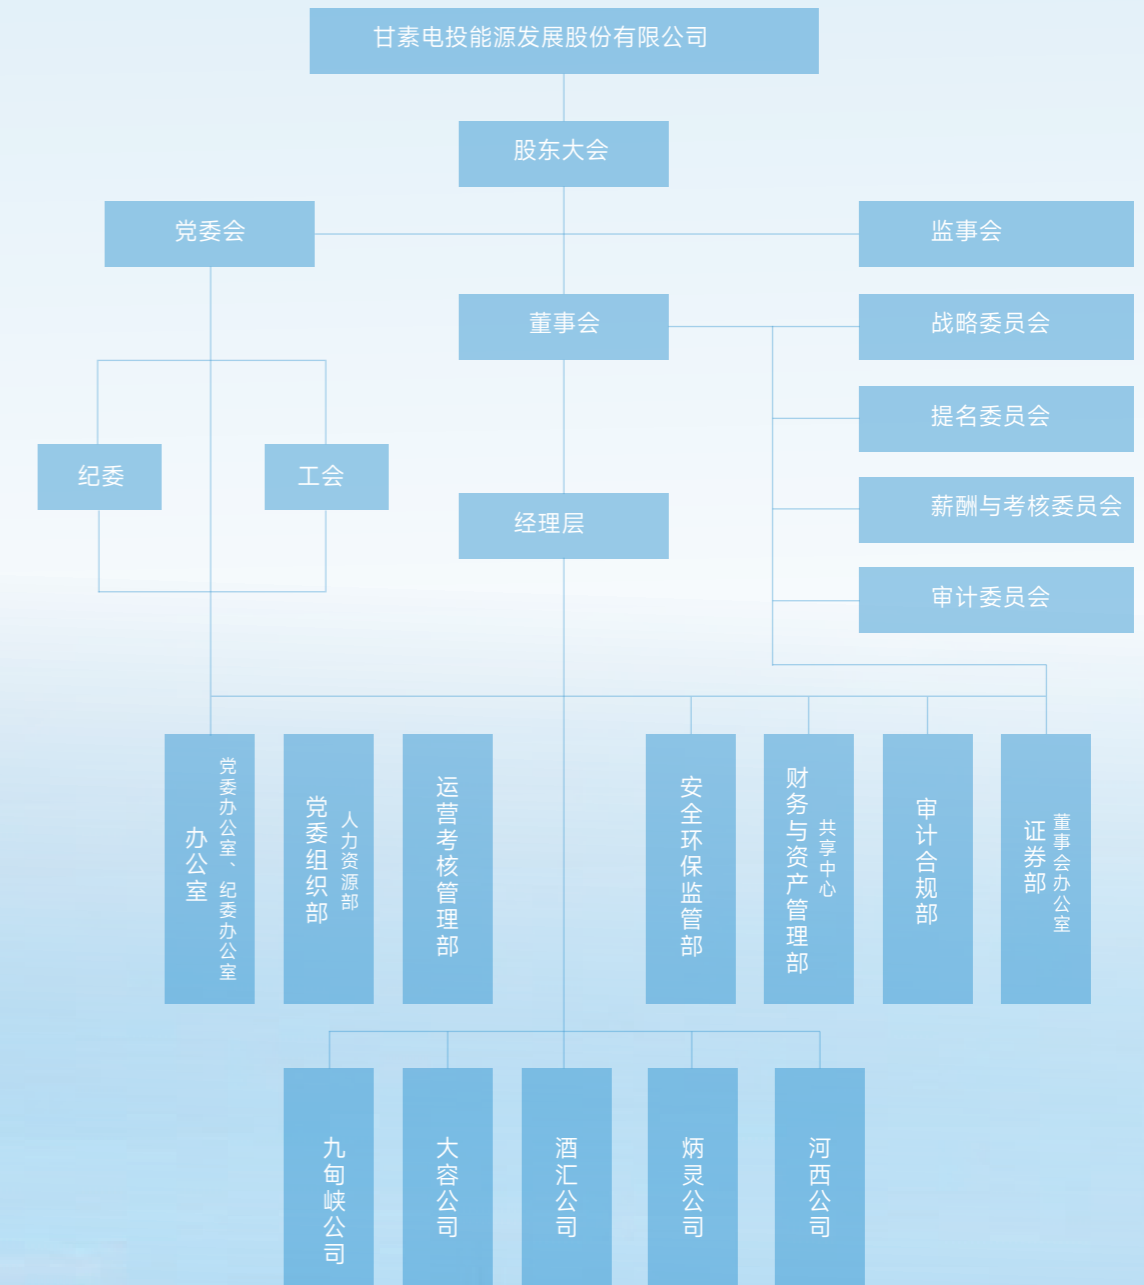 甘素电投能源发展股份有限公司
股东大会
党委会
监事会
董事会
战略委员会
提名委员会
纪委
工会
经理层
薪酬与考核委员会
审计委员会
办公室
党委办公室、纪委办公室
党委组织部
人力资源部
运营考核管理部
安全环保监管部
财务与资产管理部
共享中心
审计合规部
证券部
董事会办公室
九甸峡公司
大容公司
酒汇公司
炳灵公司
河西公司